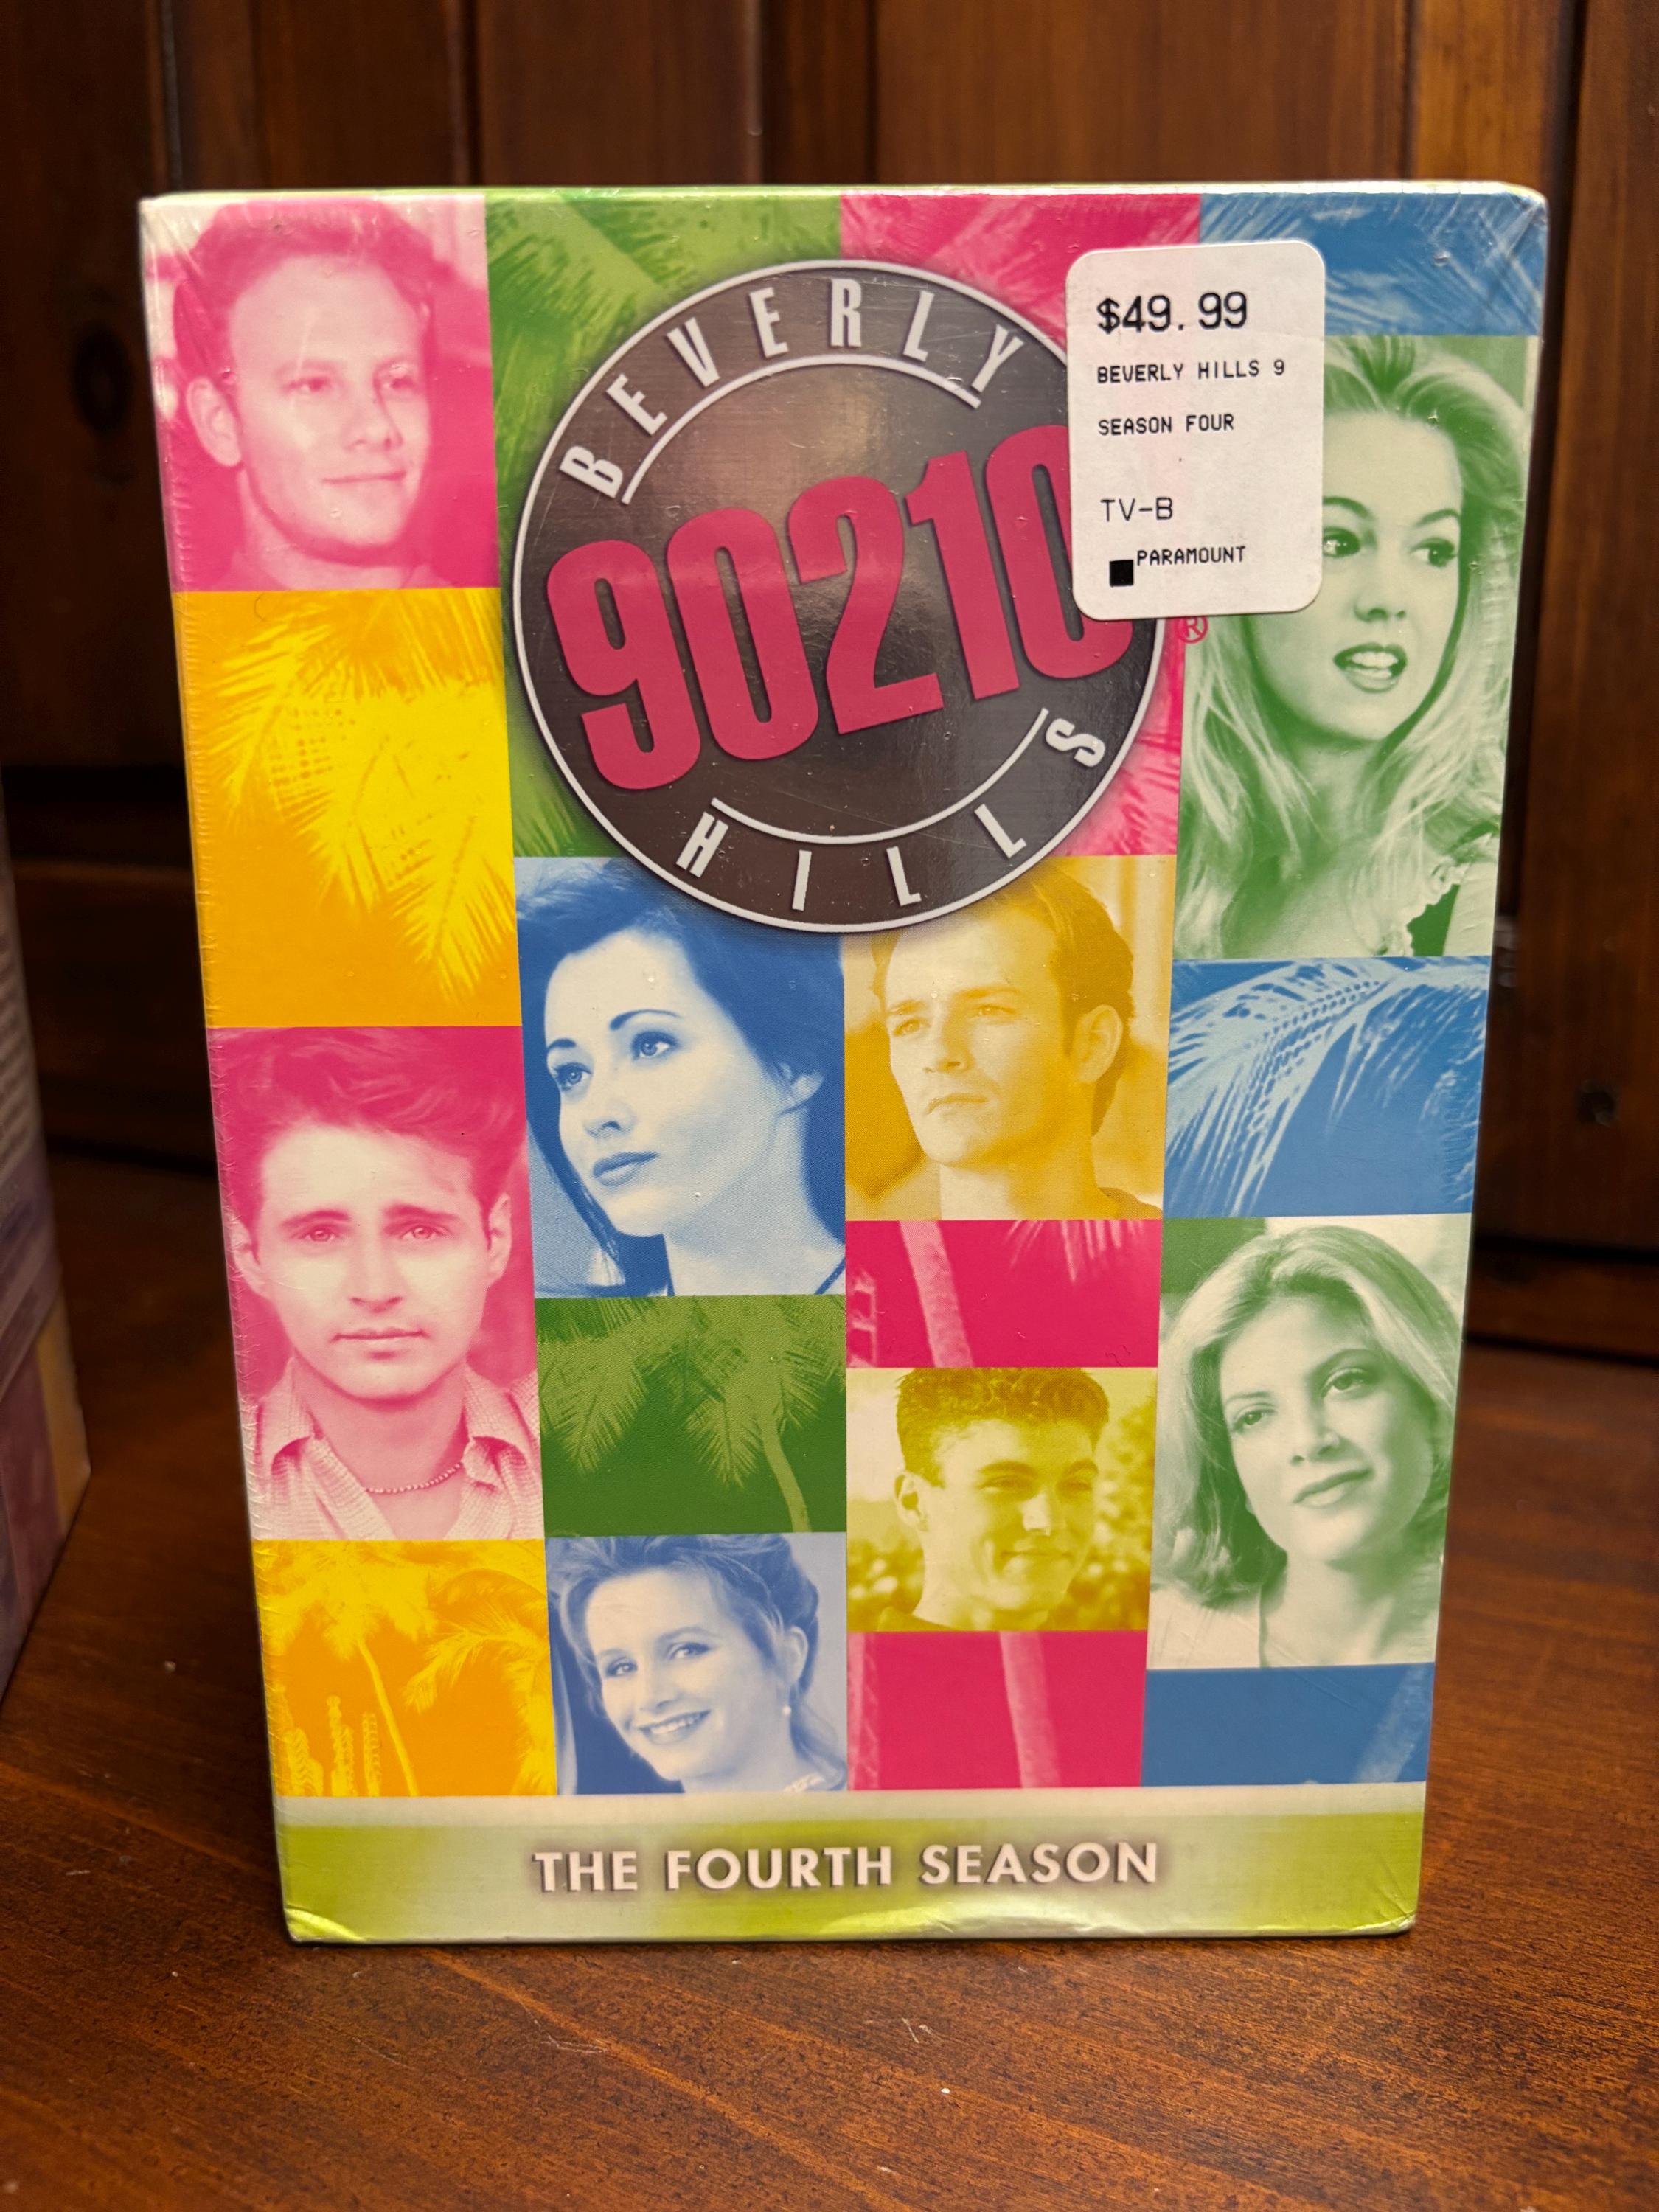 BEVERLY
90210
HILLS
®
$49.99
BEVERLY HILLS 9
SEASON FOUR
TV-B
PARAMOUNT
THE FOURTH SEASON